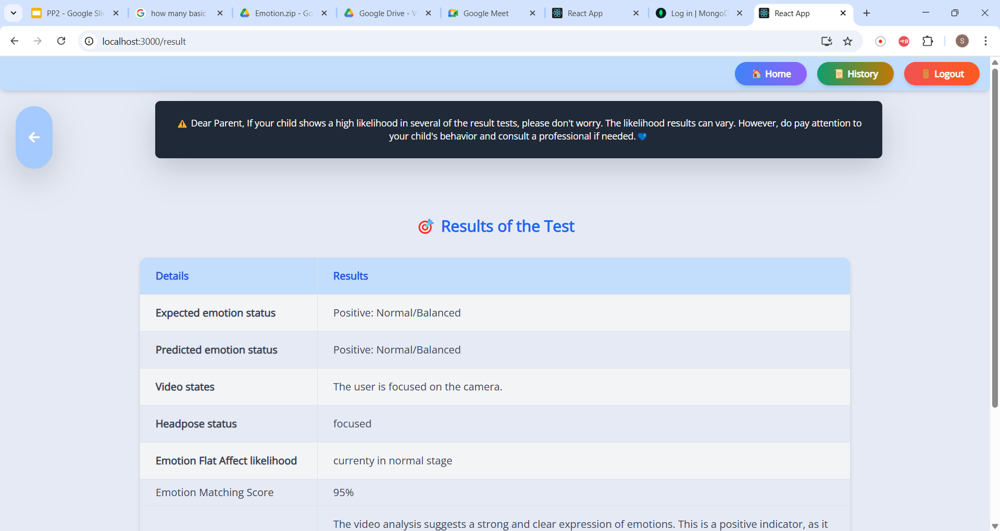 PP2 - Google Slic
how many basic
Emotion.zip - Go
Google Drive - V
Google Meet
React App
Log in | MongoD
React App
localhost:3000/result
S
Home
History
Logout
Dear Parent, If your child shows a high likelihood in several of the result tests, please don't worry. The likelihood results can vary. However, do pay attention to
your child's behavior and consult a professional if needed.
Results of the Test
Details Results
Expected emotion status Positive: Normal/Balanced
Predicted emotion status Positive: Normal/Balanced
Video states The user is focused on the camera.
Headpose status focused
Emotion Flat Affect likelihood currenty in normal stage
Emotion Matching Score 95%
The video analysis suggests a strong and clear expression of emotions. This is a positive indicator, as it